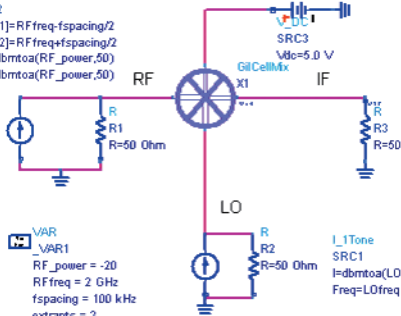 2
1]=RFfreq-fspacing/2
2]=RFfreq+fspacing/2
dbmtoa(RF_power,50)
dbmtoa(RF_power,50)
V_DC
SRC3
Vdc=5.0 V
GilCellMix
X1
RF
IF
R
R1
R=50 Ohm
R
R3
R=50
LO
VAR
_VAR1
RF_power = -20
RFfreq = 2 GHz
fspacing = 100 kHz
R
R2
R=50 Ohm
I_1Tone
SRC1
I=dbmtoa(LO
Freq=LOfreq